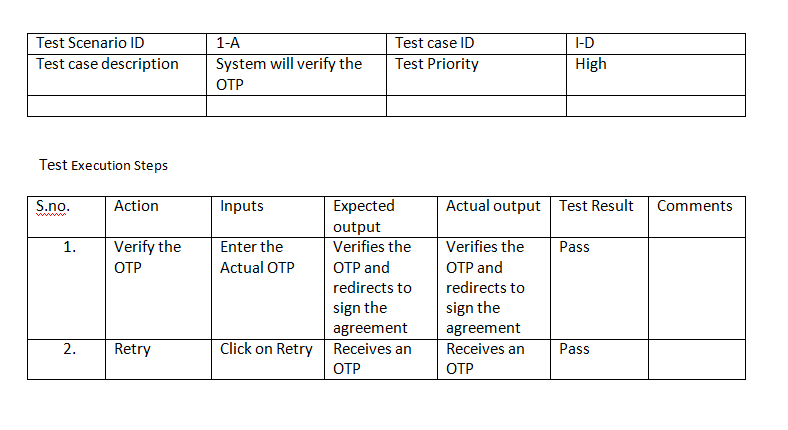 Test Scenario ID 1-A Test case ID I-D
Test case description System will verify the Test Priority High
OTP
Test Execution Steps
S.no. Action Inputs Expected Actual output Test Result Comments
output
1. Verify the Enter the Verifies the Verifies the Pass
OTP Actual OTP OTP and OTP and
redirects to redirects to
sign the sign the
agreement agreement
2. Retry Click on Retry Receives an Receives an Pass
OTP OTP